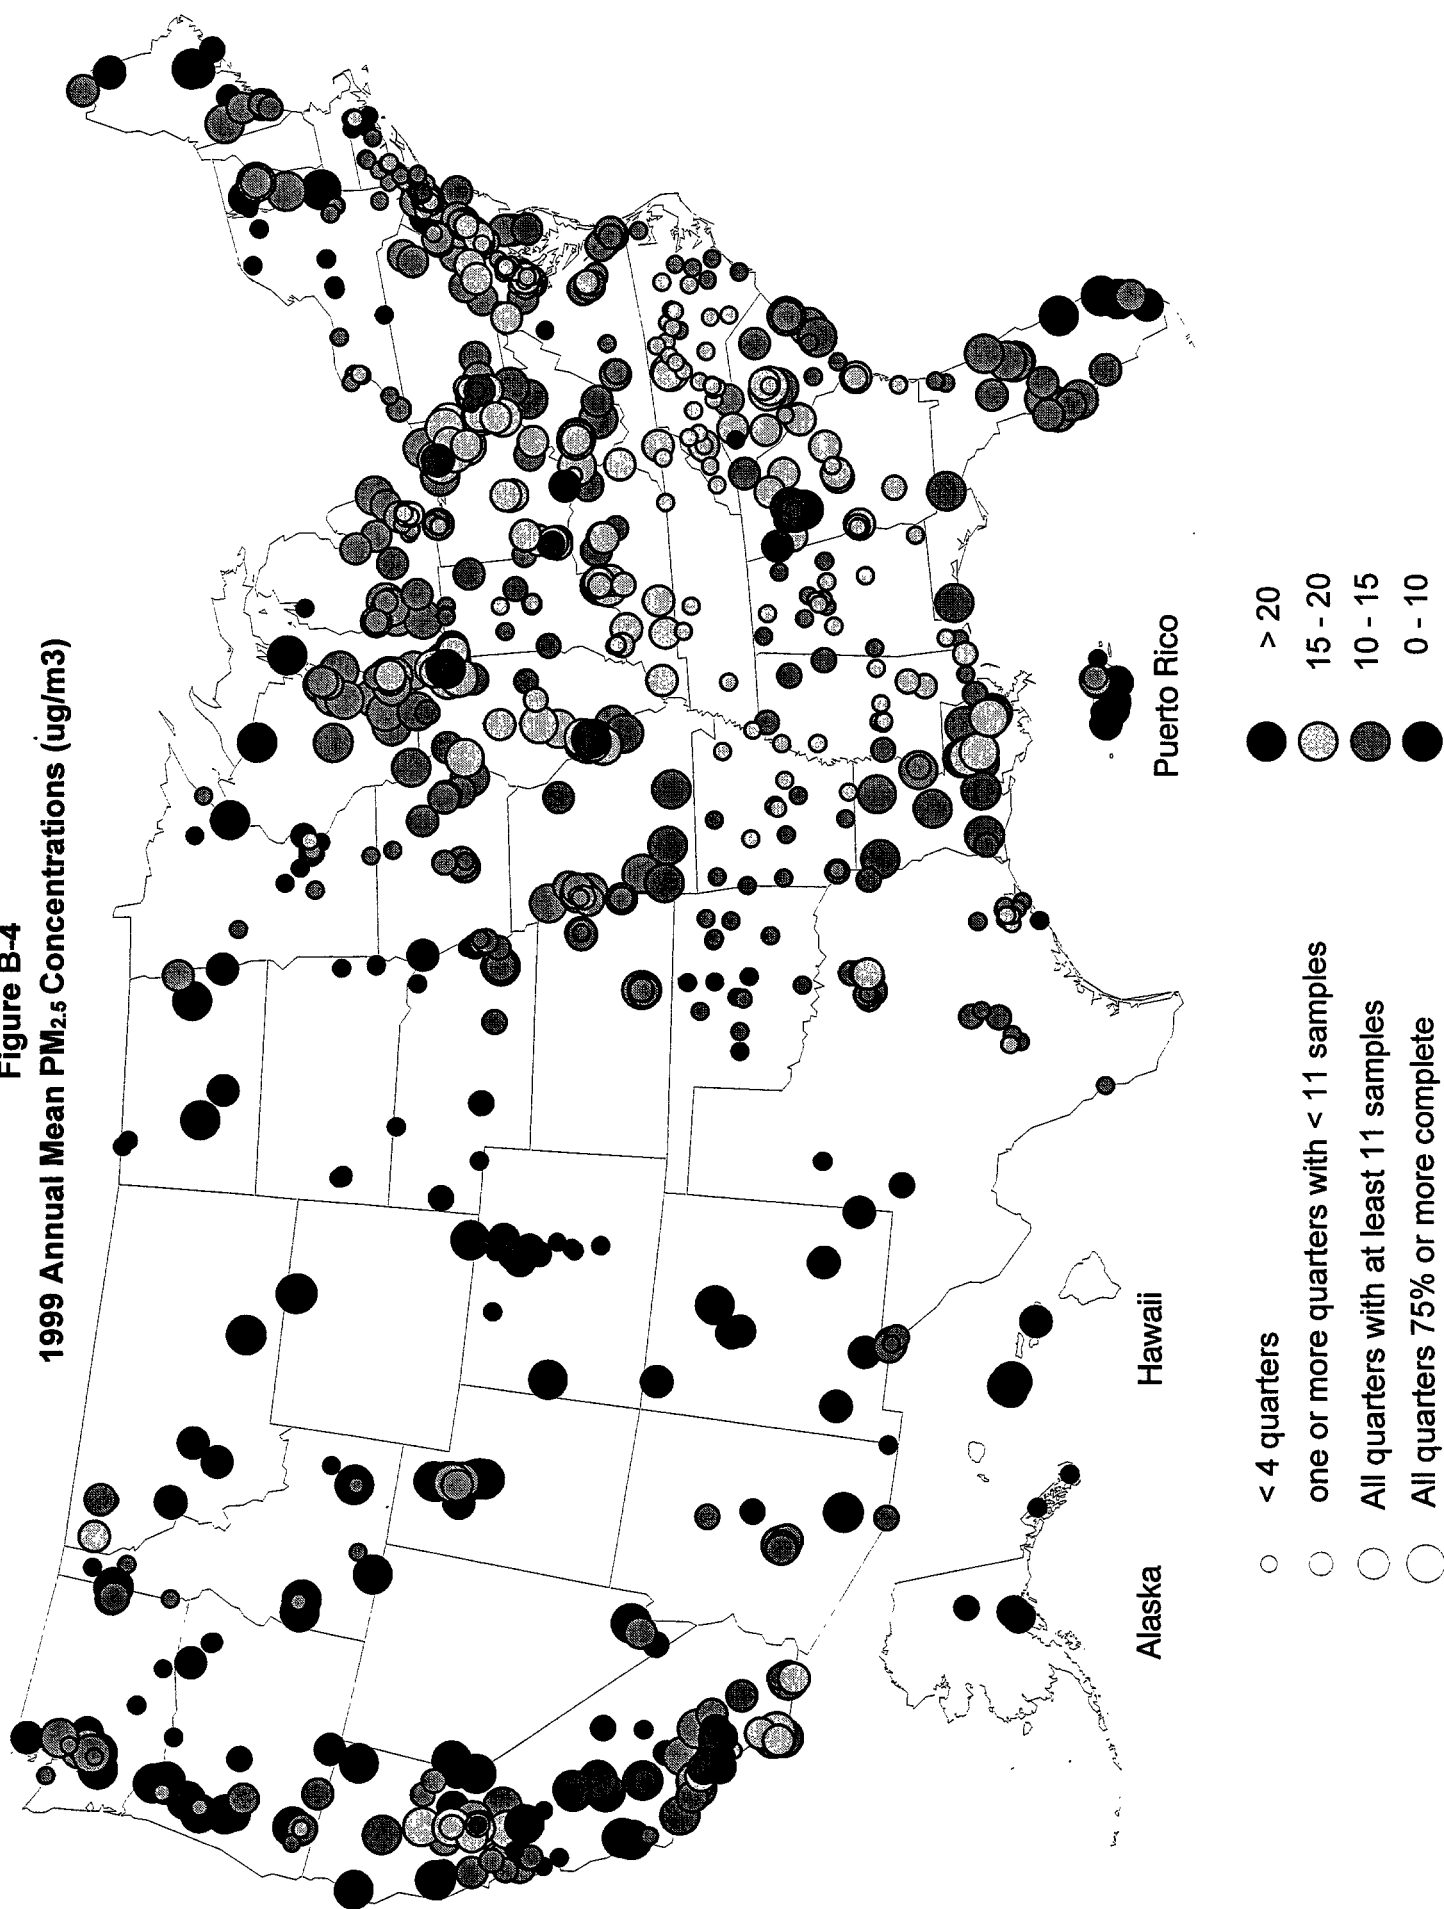 Figure B-4
1999 Annual Mean PM2.5 Concentrations (ug/m3)
Puerto Rico
Hawaii
Alaska
< 4 quarters
one or more quarters with < 11 samples
All quarters with at least 11 samples
All quarters 75% or more complete
> 20
15 - 20
10 - 15
0 - 10